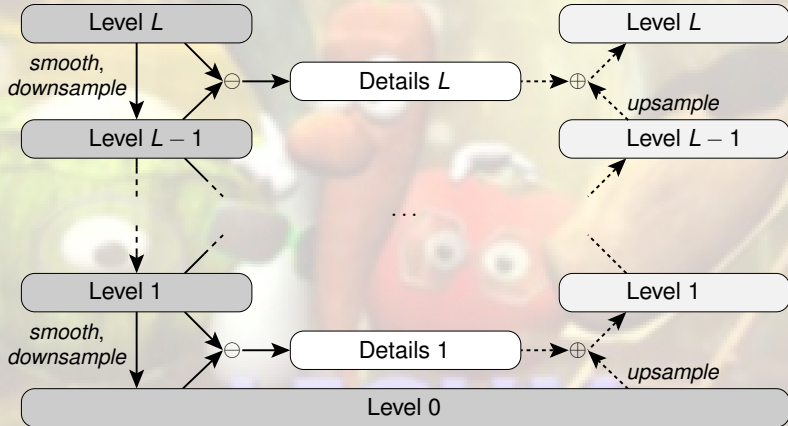 Level L
Level L
smooth,
downsample
⊖
Details L
⊕
upsample
Level L − 1
Level L − 1
...
Level 1
Level 1
smooth,
downsample
⊖
Details 1
⊕
upsample
Level 0